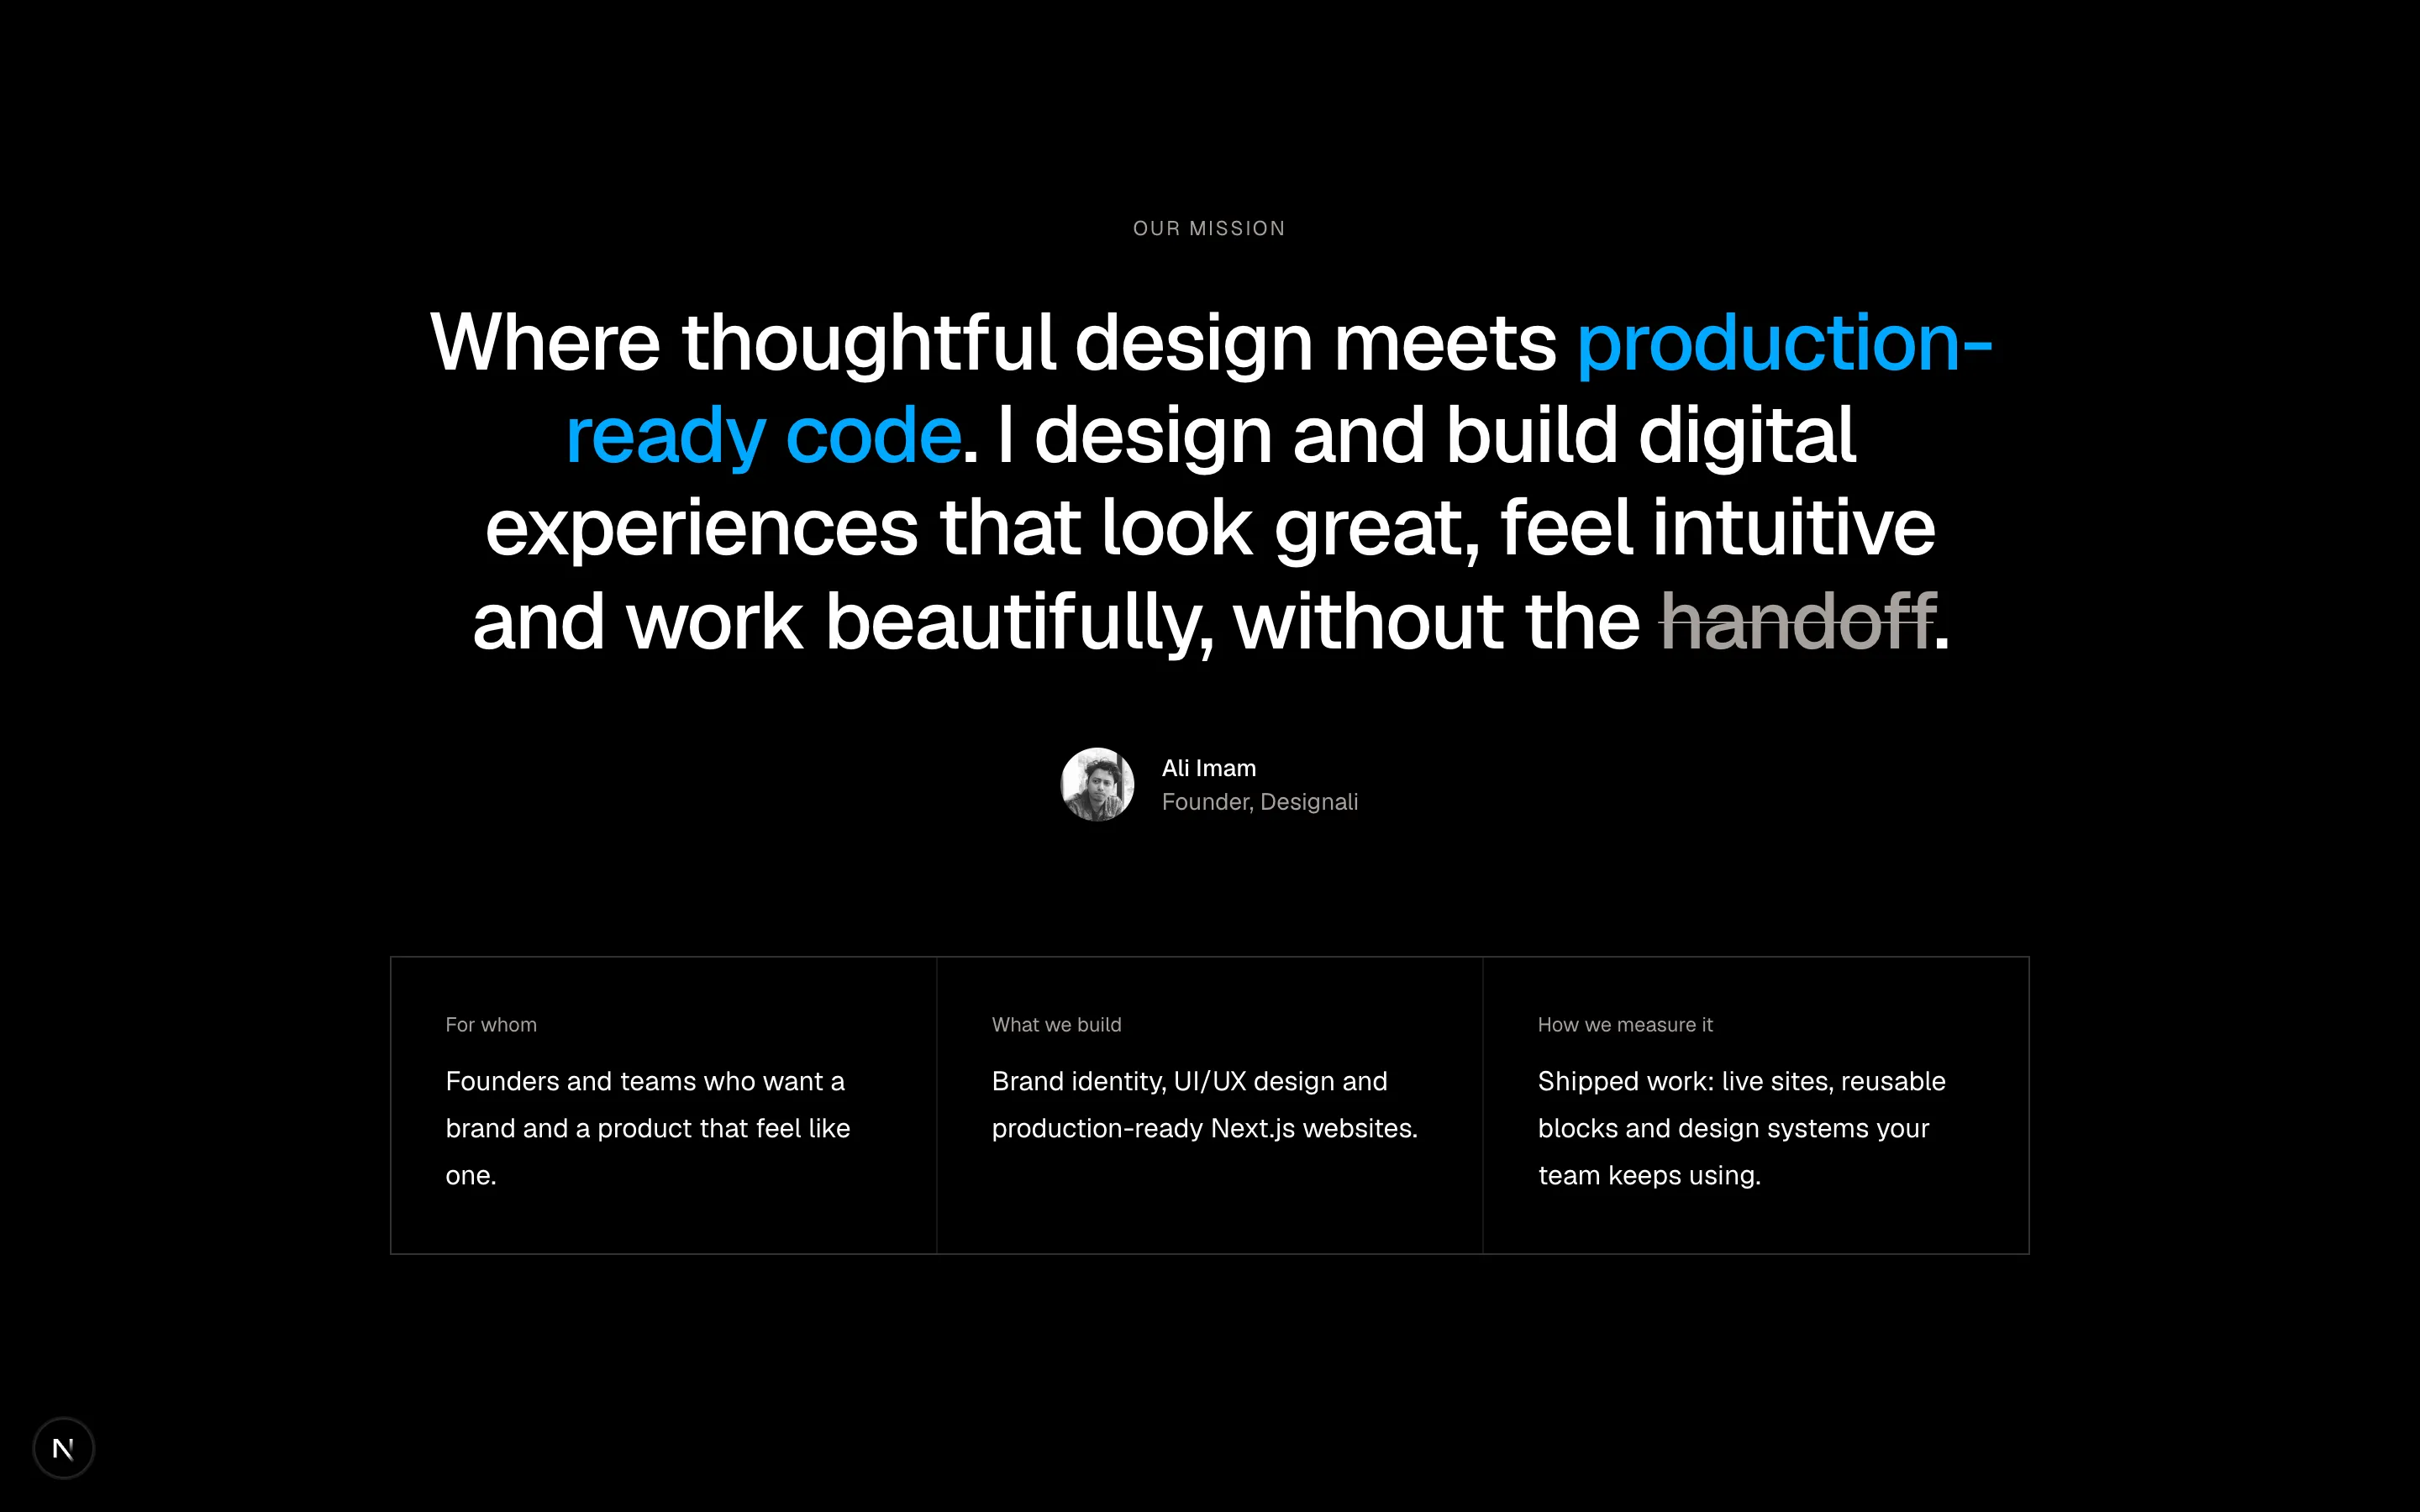 OUR MISSION
Where thoughtful design meets production-
ready code. I design and build digital
experiences that look great, feel intuitive
and work beautifully, without the handoff.
Ali Imam
Founder, Designali
For whom
Founders and teams who want a
brand and a product that feel like
one.
What we build
Brand identity, UI/UX design and
production-ready Next.js websites.
How we measure it
Shipped work: live sites, reusable
blocks and design systems your
team keeps using.
N